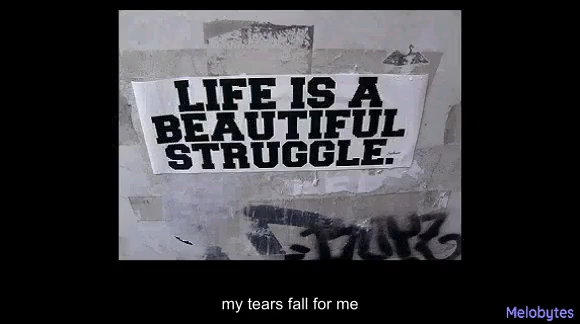 LIFE IS A
BEAUTIFUL
STRUGGLE.
my tears fall for me
Melobytes